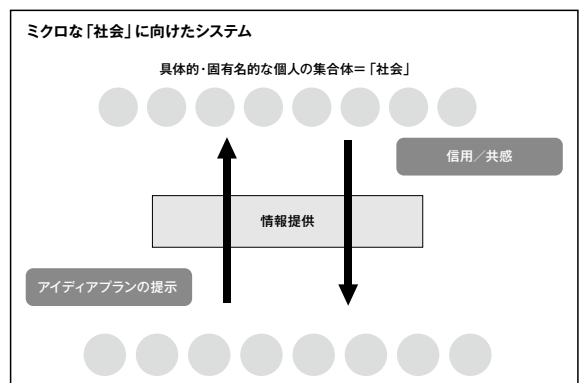 ミクロな「社会」に向けたシステム
具体的・固有名的な個人の集合体＝「社会」
信用／共感
情報提供
アイディアプランの提示